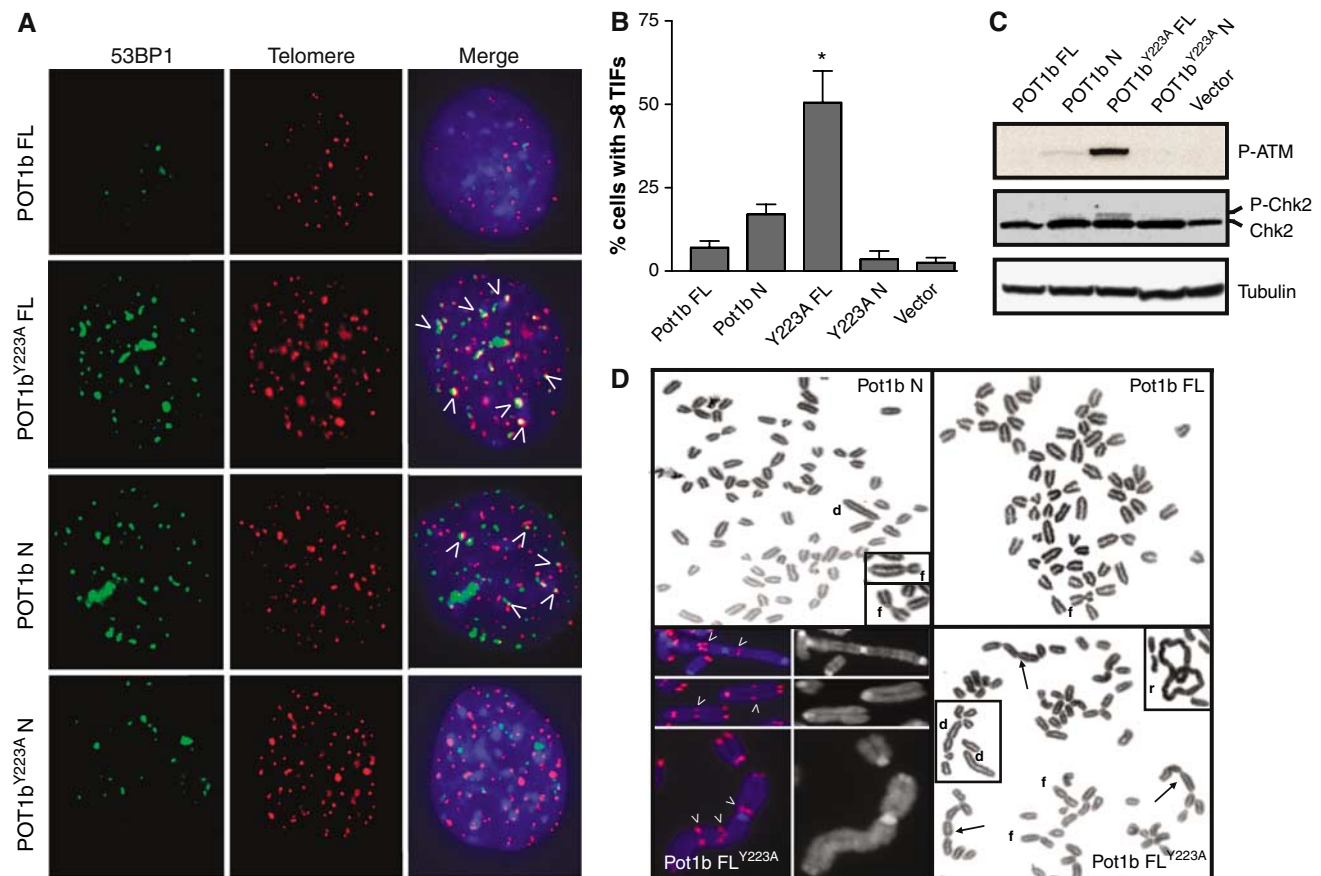 A
53BP1
Telomere
Merge
POT1b FL
POT1b^Y223A FL
POT1b N
POT1b^Y223A N
B
% cells with >8 TIFs
75
50
25
0
*
Pot1b FL
Pot1b N
Y223A FL
Y223A N
Vector
C
POT1b FL
POT1b N
POT1b^Y223A FL
POT1b^Y223A N
Vector
P-ATM
P-Chk2
Chk2
Tubulin
D
Pot1b N
d
f
f
Pot1b FL
f
Pot1b FL^Y223A
r
d
d
f
f
Pot1b FL^Y223A